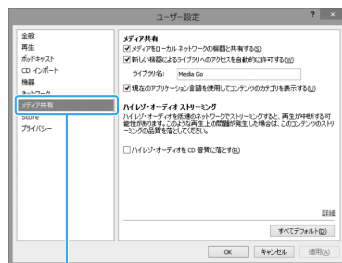 ユーザー設定
全般
再生
ポッドキャスト
CD インポート
機器
ネットワーク
メディア共有
Store
プライバシー
メディア共有
メディアをローカル ネットワークの機器と共有する(S)
新しい機器によるライブラリへのアクセスを自動的に許可する(W)
ライブラリ名: Media Go
現在のアプリケーション言語を使用してコンテンツのカテゴリを表示する(U)
ハイレゾ・オーディオ ストリーミング
ハイレゾ・オーディオを低速のネットワークでストリーミングすると、再生が中断する可
能性があります。このような再生上の問題が発生した場合は、このコンテンツのストリ
ーミングの品質を落としてください。
ハイレゾ・オーディオを CD 音質に落とす(R)
詳細
すべてデフォルト(D)
OK キャンセル 適用(A)